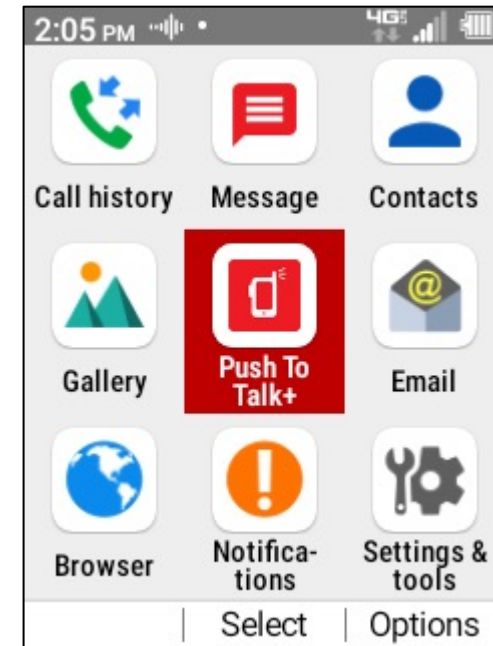 2:05 PM 4G
Call history Message Contacts
@
Gallery Push To Talk+ Email
Browser Notifica-
tions Settings &
tools
Select Options